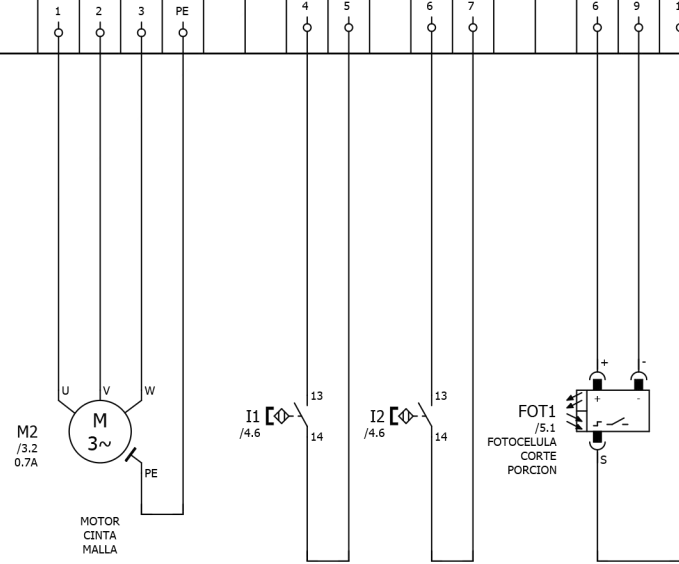 1 2 3 PE 4 5 6 7 6 9
+ -
U V W
13 13
M 3~
+ -
I1 /4.6
I2 /4.6
FOT1
/5.1
FOTOCELULA
CORTE
PORCION
M2
/3.2
0.7A
14 14
S
PE
MOTOR
CINTA
MALLA